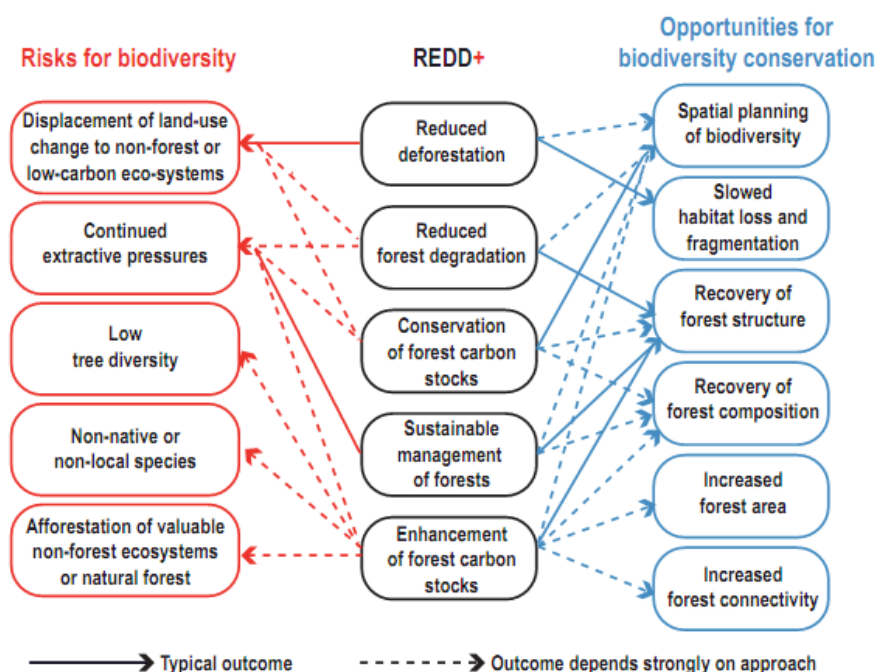 Risks for biodiversity
REDD+
Opportunities for
biodiversity conservation
Displacement of land-use
change to non-forest or
low-carbon eco-systems
Continued
extractive pressures
Low
tree diversity
Non-native or
non-local species
Afforestation of valuable
non-forest ecosystems
or natural forest
Reduced
deforestation
Reduced
forest degradation
Conservation
of forest carbon
stocks
Sustainable
management
of forests
Enhancement
of forest carbon
stocks
Spatial planning
of biodiversity
Slowed
habitat loss and
fragmentation
Recovery of
forest structure
Recovery of
forest composition
Increased
forest area
Increased
forest connectivity
Typical outcome
Outcome depends strongly on approach